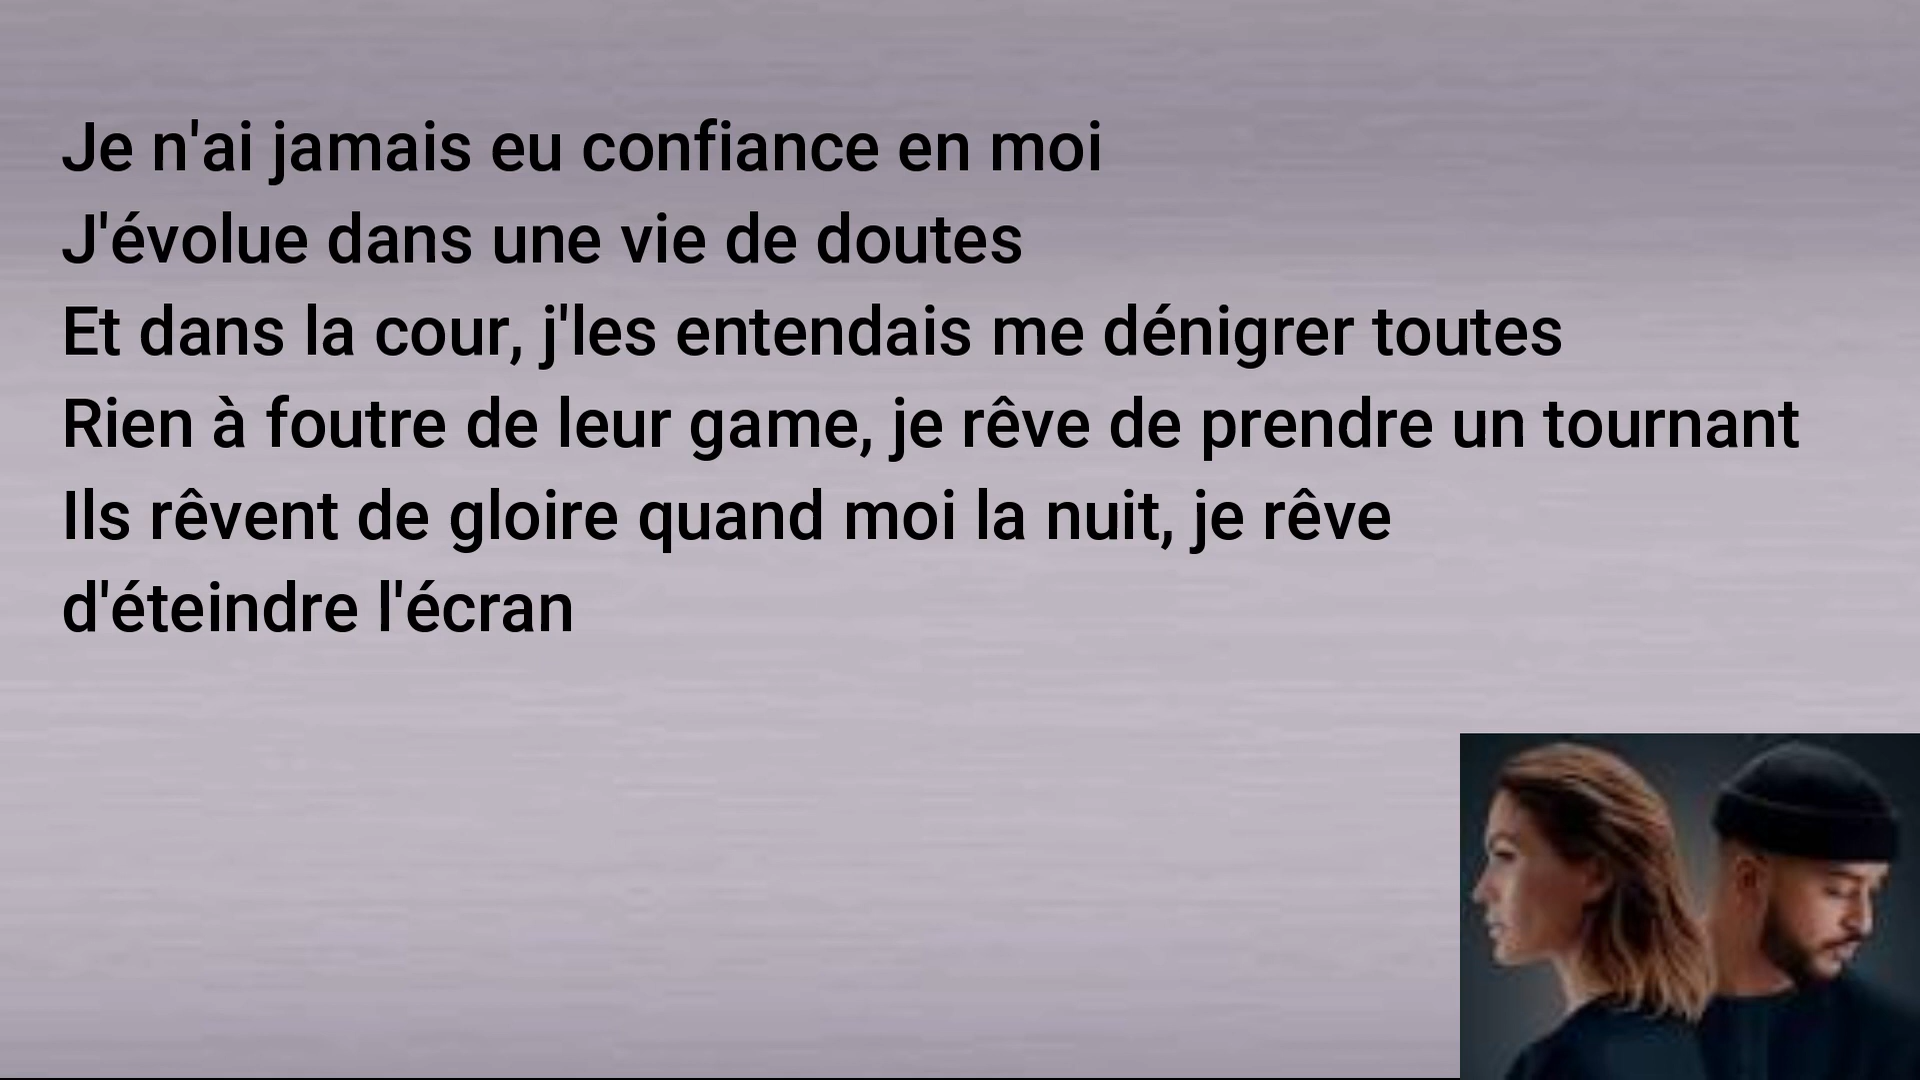 Je n'ai jamais eu confiance en moi
J'évolue dans une vie de doutes
Et dans la cour, j'les entendais me dénigrer toutes
Rien à foutre de leur game, je rêve de prendre un tournant
Ils rêvent de gloire quand moi la nuit, je rêve
d'éteindre l'écran